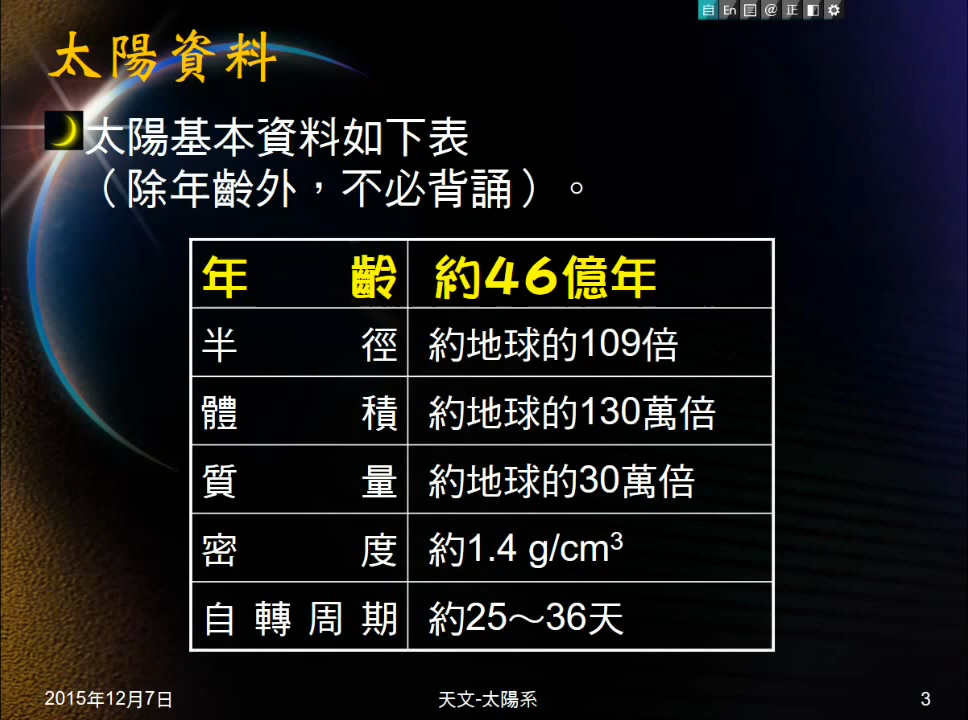 自 En @ 正
太陽資料
太陽基本資料如下表
（除年齡外，不必背誦）。
年齡 約46億年
半徑 約地球的109倍
體積 約地球的130萬倍
質量 約地球的30萬倍
密度 約1.4 g/cm³
自轉周期 約25～36天
2015年12月7日 天文-太陽系 3